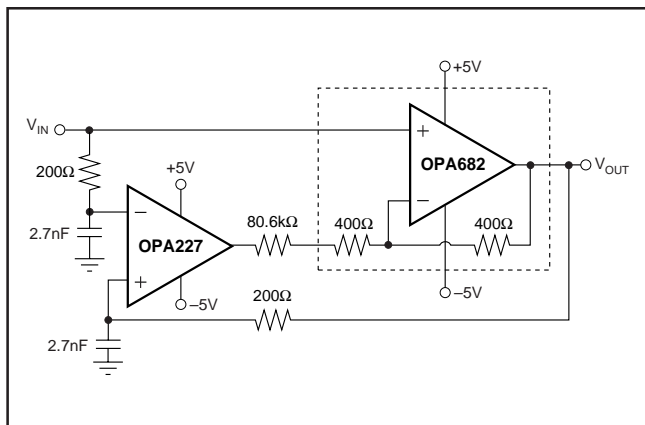 +5V
V_IN
200Ω
+
OPA682
−
V_OUT
+5V
2.7nF
−
OPA227
+
80.6kΩ
400Ω
400Ω
–5V
–5V
200Ω
2.7nF